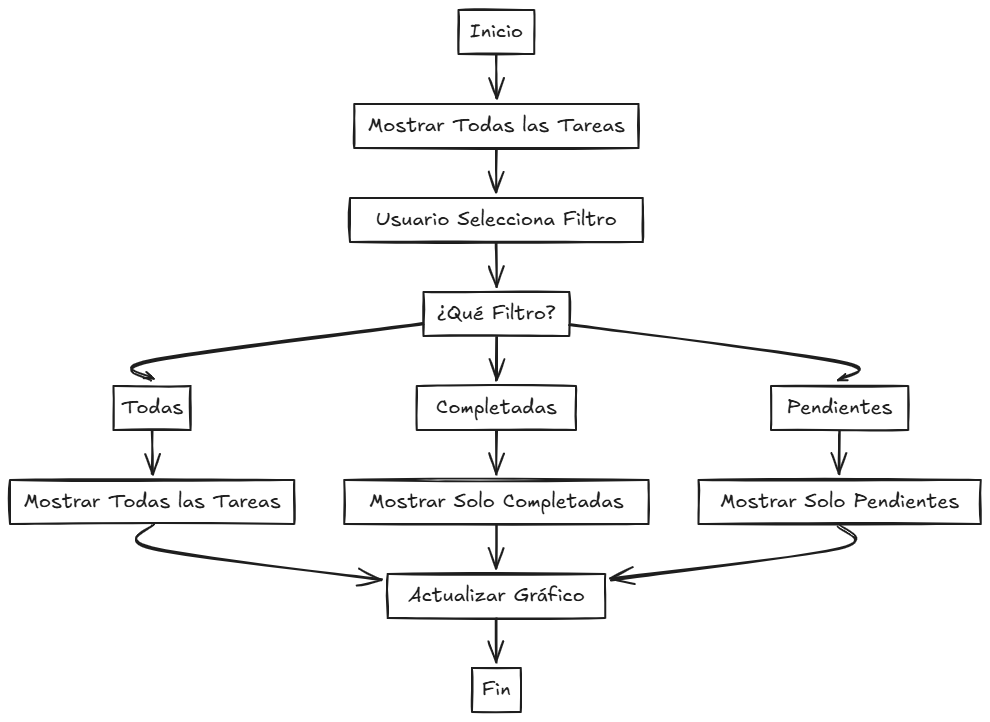 Inicio
Mostrar Todas las Tareas
Usuario Selecciona Filtro
¿Qué Filtro?
Todas
Completadas
Pendientes
Mostrar Todas las Tareas
Mostrar Solo Completadas
Mostrar Solo Pendientes
Actualizar Gráfico
Fin